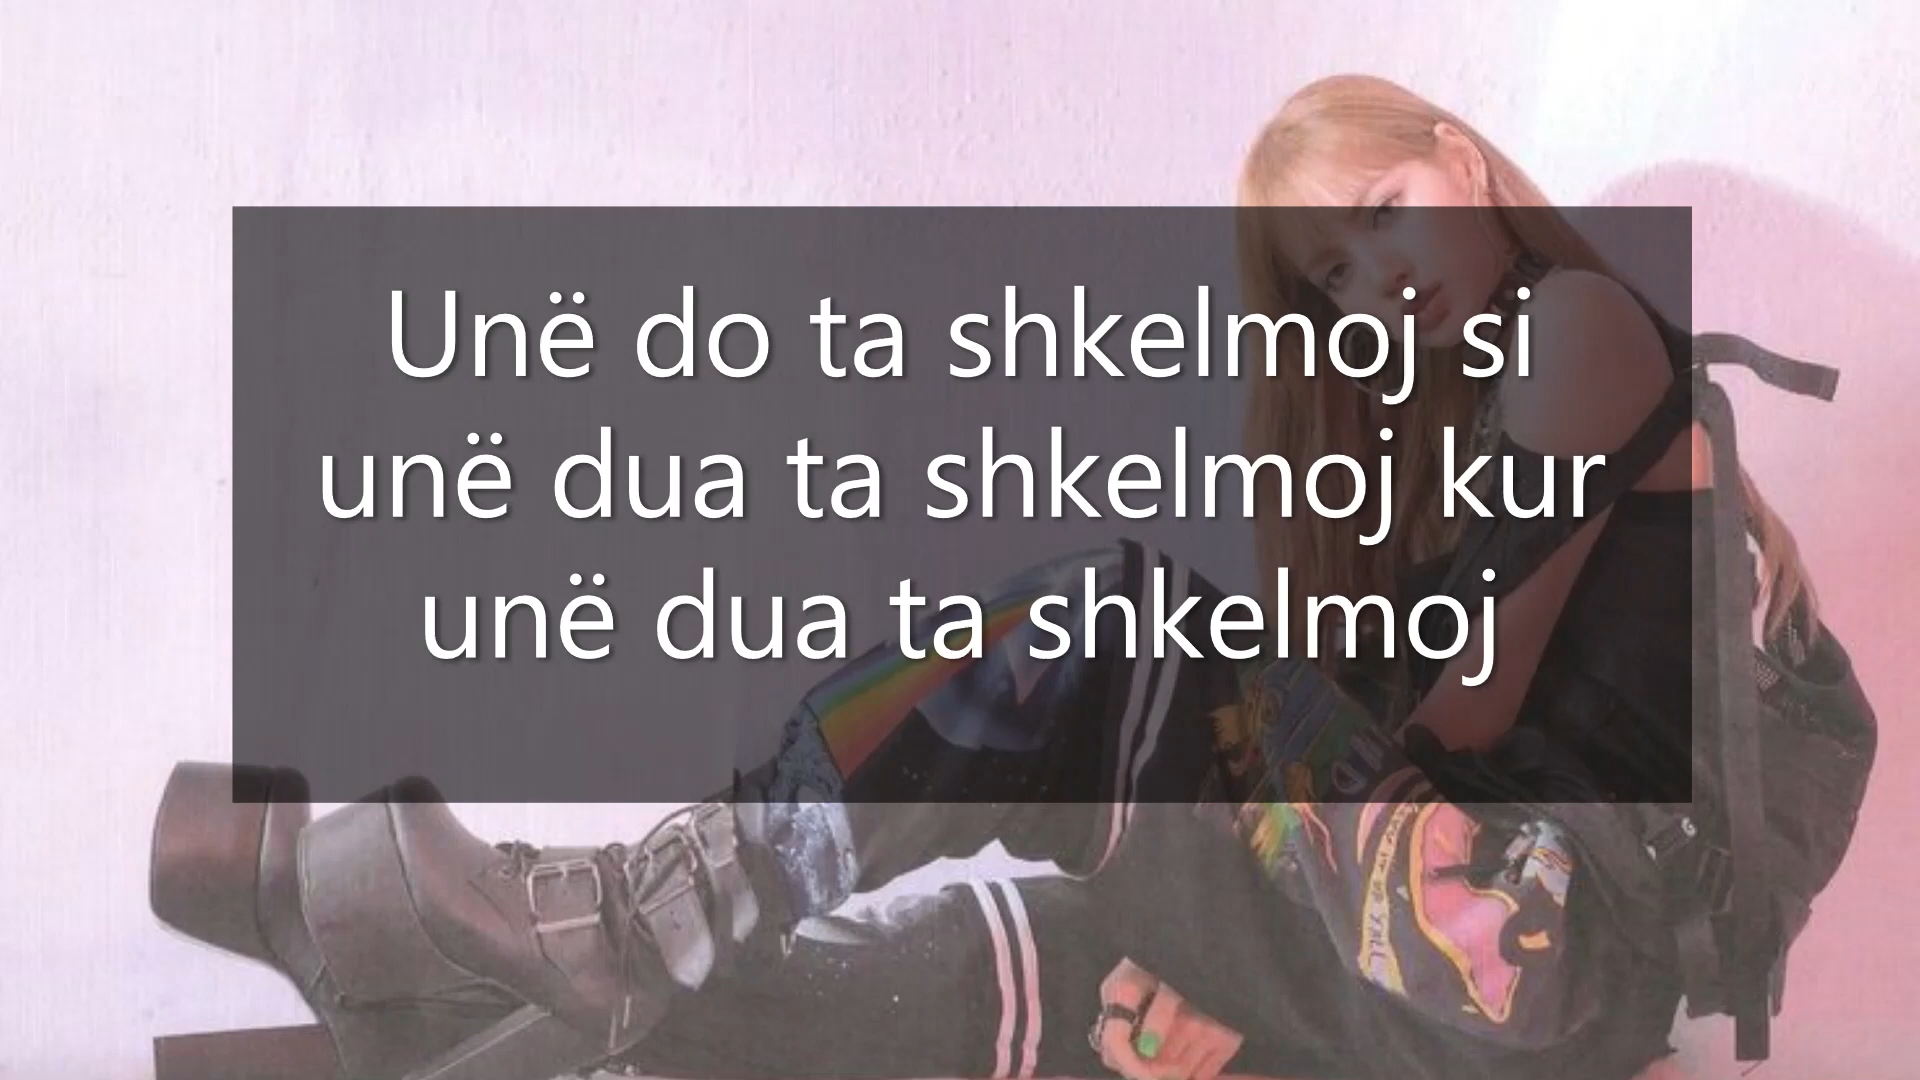 Unë do ta shkelmoj si
unë dua ta shkelmoj kur
unë dua ta shkelmoj